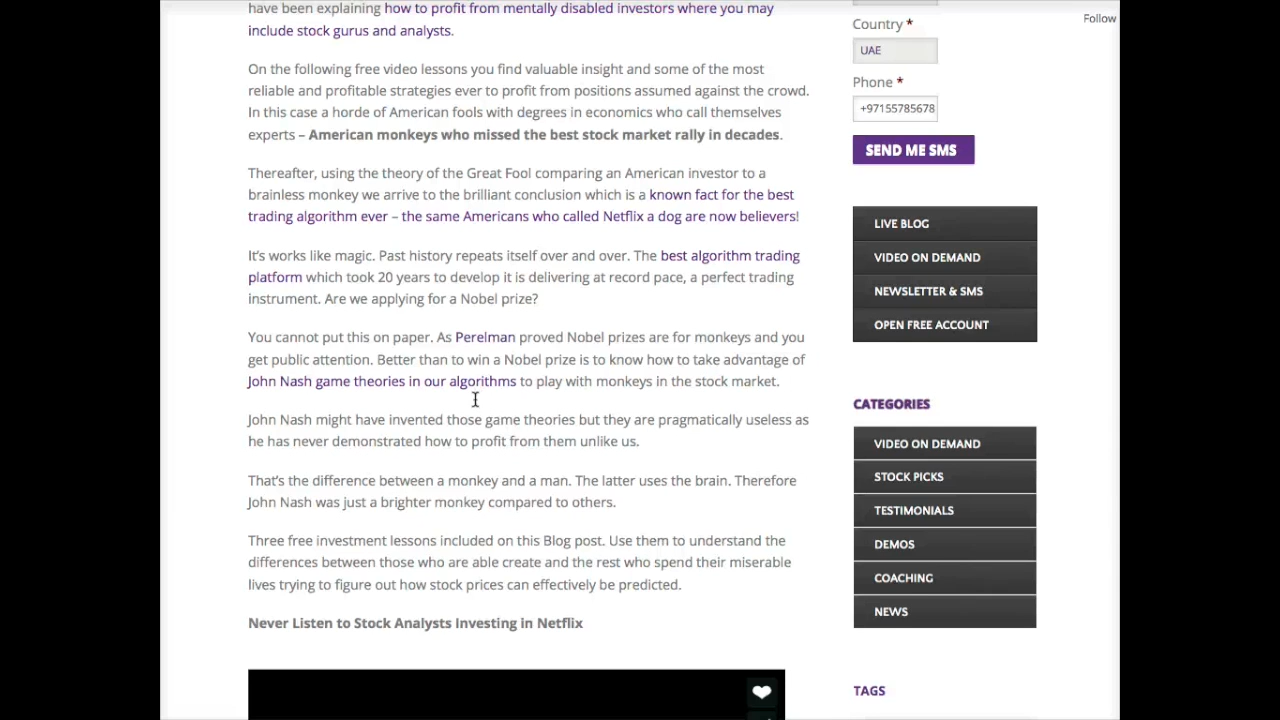 have been explaining how to profit from mentally disabled investors where you may
include stock gurus and analysts.
On the following free video lessons you find valuable insight and some of the most
reliable and profitable strategies ever to profit from positions assumed against the crowd.
In this case a horde of American fools with degrees in economics who call themselves
experts – American monkeys who missed the best stock market rally in decades.
Thereafter, using the theory of the Great Fool comparing an American investor to a
brainless monkey we arrive to the brilliant conclusion which is a known fact for the best
trading algorithm ever – the same Americans who called Netflix a dog are now believers!
It's works like magic. Past history repeats itself over and over. The best algorithm trading
platform which took 20 years to develop it is delivering at record pace, a perfect trading
instrument. Are we applying for a Nobel prize?
You cannot put this on paper. As Perelman proved Nobel prizes are for monkeys and you
get public attention. Better than to win a Nobel prize is to know how to take advantage of
John Nash game theories in our algorithms to play with monkeys in the stock market.
John Nash might have invented those game theories but they are pragmatically useless as
he has never demonstrated how to profit from them unlike us.
That's the difference between a monkey and a man. The latter uses the brain. Therefore
John Nash was just a brighter monkey compared to others.
Three free investment lessons included on this Blog post. Use them to understand the
differences between those who are able create and the rest who spend their miserable
lives trying to figure out how stock prices can effectively be predicted.
Never Listen to Stock Analysts Investing in Netflix
Country *
UAE
Phone *
+97155785678
SEND ME SMS
LIVE BLOG
VIDEO ON DEMAND
NEWSLETTER & SMS
OPEN FREE ACCOUNT
CATEGORIES
VIDEO ON DEMAND
STOCK PICKS
TESTIMONIALS
DEMOS
COACHING
NEWS
TAGS
Follow